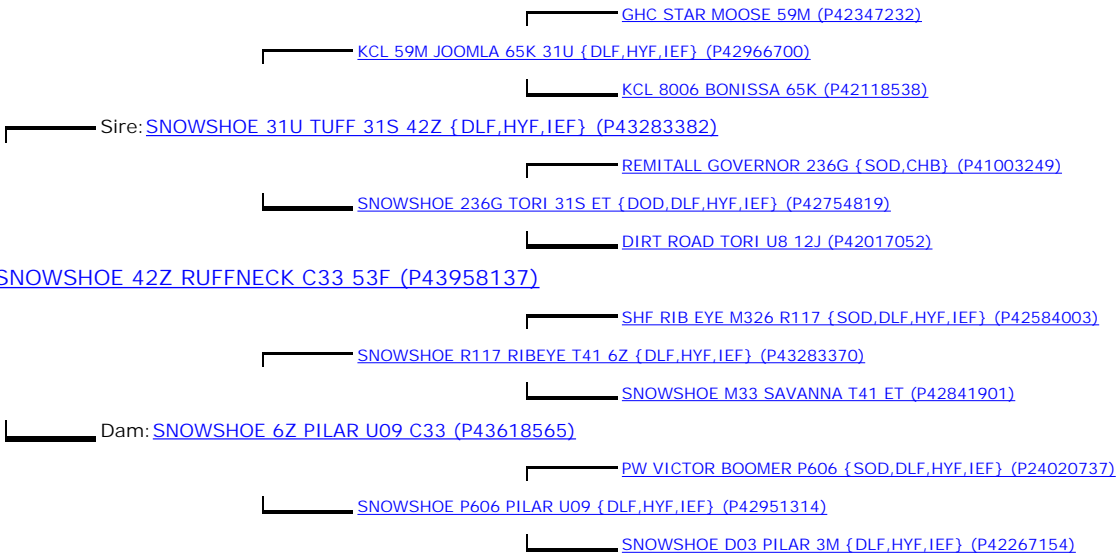 GHC STAR MOOSE 59M (P42347232)
KCL 59M JOOMLA 65K 31U {DLF,HYF,IEF} (P42966700)
KCL 8006 BONISSA 65K (P42118538)
Sire: SNOWSHOE 31U TUFF 31S 42Z {DLF,HYF,IEF} (P43283382)
REMITALL GOVERNOR 236G {SOD,CHB} (P41003249)
SNOWSHOE 236G TORI 31S ET {DOD,DLF,HYF,IEF} (P42754819)
DIRT ROAD TORI U8 12J (P42017052)
SNOWSHOE 42Z RUFFNECK C33 53F (P43958137)
SHF RIB EYE M326 R117 {SOD,DLF,HYF,IEF} (P42584003)
SNOWSHOE R117 RIBEYE T41 6Z {DLF,HYF,IEF} (P43283370)
SNOWSHOE M33 SAVANNA T41 ET (P42841901)
Dam: SNOWSHOE 6Z PILAR U09 C33 (P43618565)
PW VICTOR BOOMER P606 {SOD,DLF,HYF,IEF} (P24020737)
SNOWSHOE P606 PILAR U09 {DLF,HYF,IEF} (P42951314)
SNOWSHOE D03 PILAR 3M {DLF,HYF,IEF} (P42267154)